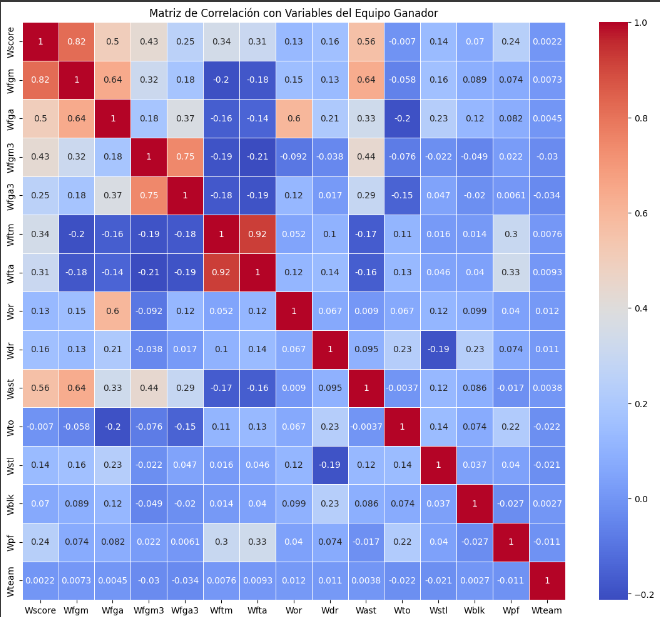 Matriz de Correlación con Variables del Equipo Ganador
Wscore 1 0.82 0.5 0.43 0.25 0.34 0.31 0.13 0.16 0.56 -0.007 0.14 0.07 0.24 0.0022
Wfgm 0.82 1 0.64 0.32 0.18 -0.2 -0.18 0.15 0.13 0.64 -0.058 0.16 0.089 0.074 0.0073
Wfga 0.5 0.64 1 0.18 0.37 -0.16 -0.14 0.6 0.21 0.33 -0.2 0.23 0.12 0.082 0.0045
Wfgm3 0.43 0.32 0.18 1 0.75 -0.19 -0.21 -0.092 -0.038 0.44 -0.076 -0.022 -0.049 0.022 -0.03
Wfga3 0.25 0.18 0.37 0.75 1 -0.18 -0.19 0.12 0.017 0.29 -0.15 0.047 -0.02 0.0061 -0.034
Wftm 0.34 -0.2 -0.16 -0.19 -0.18 1 0.92 0.052 0.1 -0.17 0.11 0.016 0.014 0.3 0.0076
Wfta 0.31 -0.18 -0.14 -0.21 -0.19 0.92 1 0.12 0.14 -0.16 0.13 0.046 0.04 0.33 0.0093
Wor 0.13 0.15 0.6 -0.092 0.12 0.052 0.12 1 0.067 0.009 0.067 0.12 0.099 0.04 0.012
Wdr 0.16 0.13 0.21 -0.038 0.017 0.1 0.14 0.067 1 0.095 0.23 -0.19 0.23 0.074 0.011
Wast 0.56 0.64 0.33 0.44 0.29 -0.17 -0.16 0.009 0.095 1 -0.0037 0.12 0.086 -0.017 0.0038
Wto -0.007 -0.058 -0.2 -0.076 -0.15 0.11 0.13 0.067 0.23 -0.0037 1 0.14 0.074 0.22 -0.022
Wstl 0.14 0.16 0.23 -0.022 0.047 0.016 0.046 0.12 -0.19 0.12 0.14 1 0.037 0.04 -0.021
Wblk 0.07 0.089 0.12 -0.049 -0.02 0.014 0.04 0.099 0.23 0.086 0.074 0.037 1 -0.027 0.0027
Wpf 0.24 0.074 0.082 0.022 0.0061 0.3 0.33 0.04 0.074 -0.017 0.22 0.04 -0.027 1 -0.011
Wteam 0.0022 0.0073 0.0045 -0.03 -0.034 0.0076 0.0093 0.012 0.011 0.0038 -0.022 -0.021 0.0027 -0.011 1
Wscore Wfgm Wfga Wfgm3 Wfga3 Wftm Wfta Wor Wdr Wast Wto Wstl Wblk Wpf Wteam
1.0
0.8
0.6
0.4
0.2
0.0
-0.2